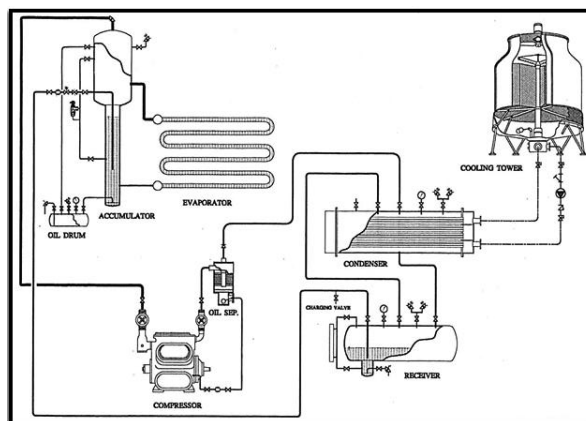 COOLING TOWER
ACCUMULATOR
EVAPORATOR
OIL DRUM
CONDENSER
OIL SEP.
CHARGING VALVE
RECEIVER
COMPRESSOR